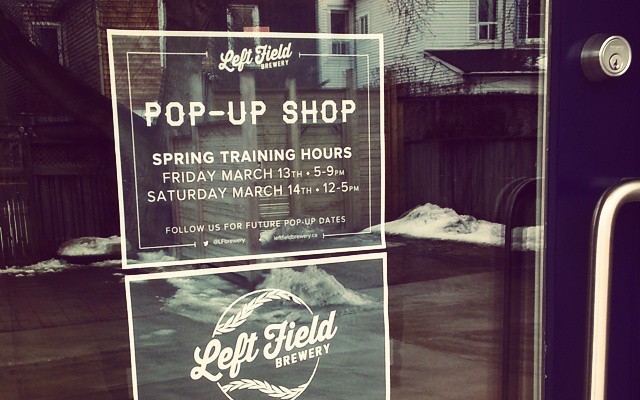 Left Field
BREWERY
POP-UP SHOP
SPRING TRAINING HOURS
FRIDAY MARCH 13TH • 5-9PM
SATURDAY MARCH 14TH • 12-5PM
FOLLOW US FOR FUTURE POP-UP DATES
@LFbrewery leftfieldbrewery.ca
Left Field
BREWERY